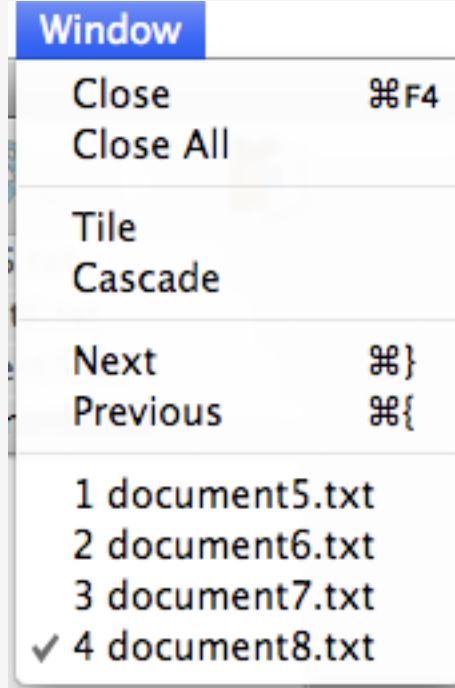 Window
Close ⌘F4
Close All
Tile
Cascade
Next ⌘}
Previous ⌘{
1 document5.txt
2 document6.txt
3 document7.txt
✓ 4 document8.txt